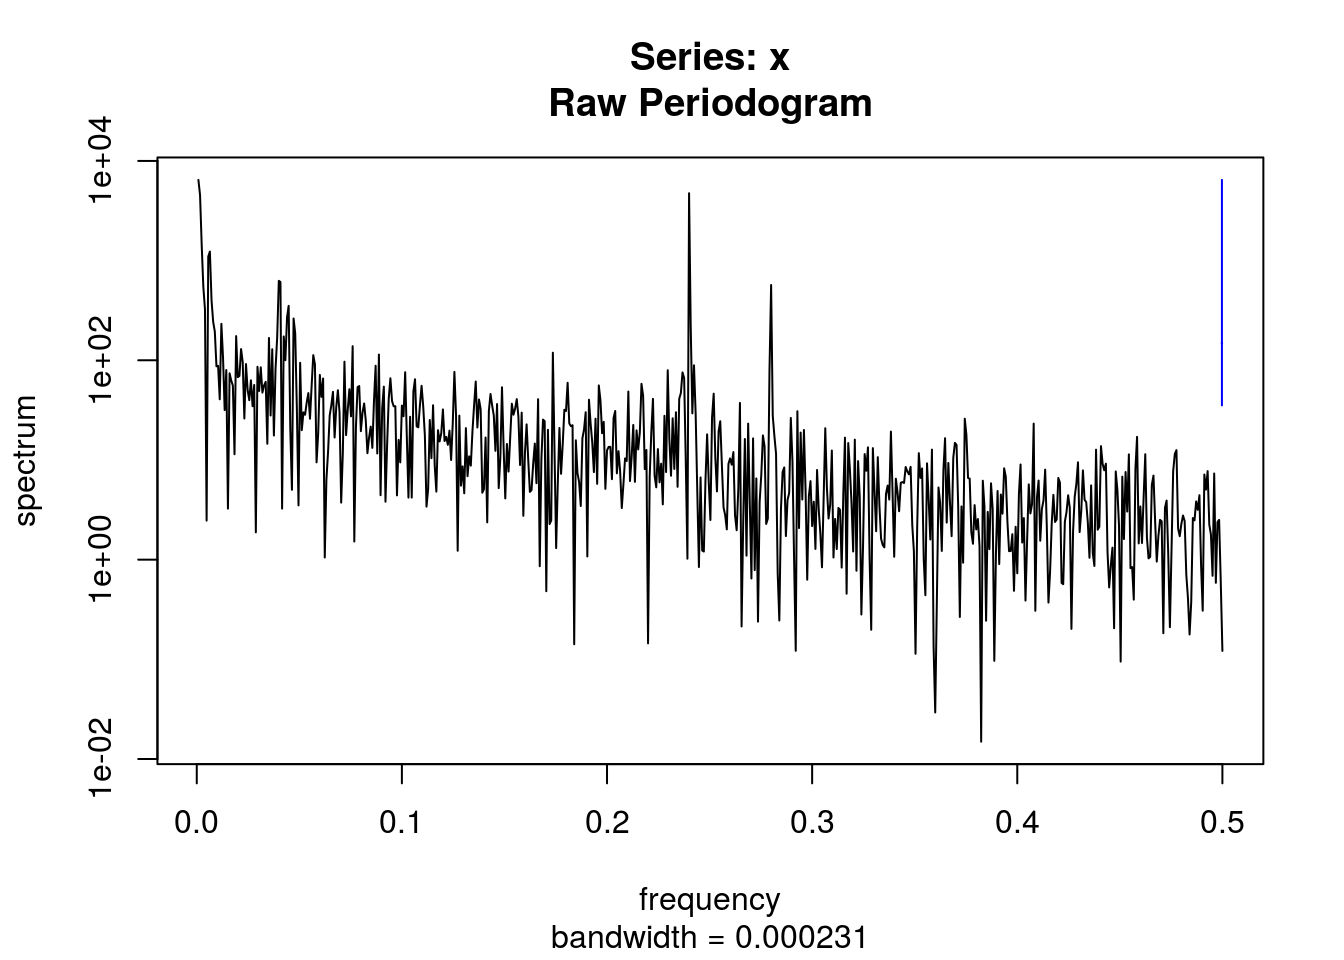 Series: x
Raw Periodogram
spectrum
1e+04
1e+02
1e+00
1e-02
0.0 0.1 0.2 0.3 0.4 0.5
frequency
bandwidth = 0.000231